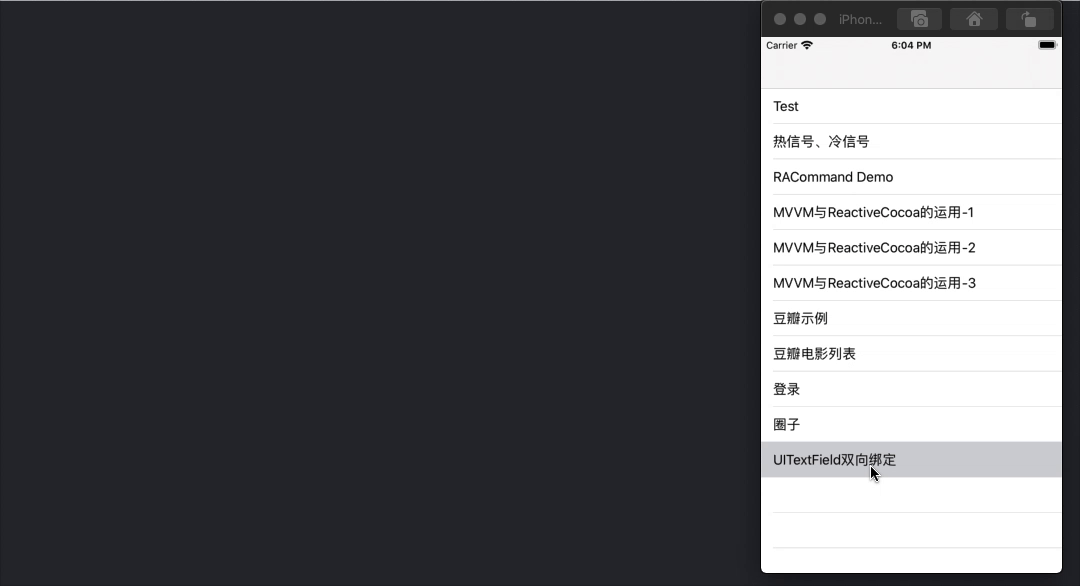 iPhon...
Carrier 6:04 PM
Test
热信号、冷信号
RACommand Demo
MVVM与ReactiveCocoa的运用-1
MVVM与ReactiveCocoa的运用-2
MVVM与ReactiveCocoa的运用-3
豆瓣示例
豆瓣电影列表
登录
圈子
UITextField双向绑定